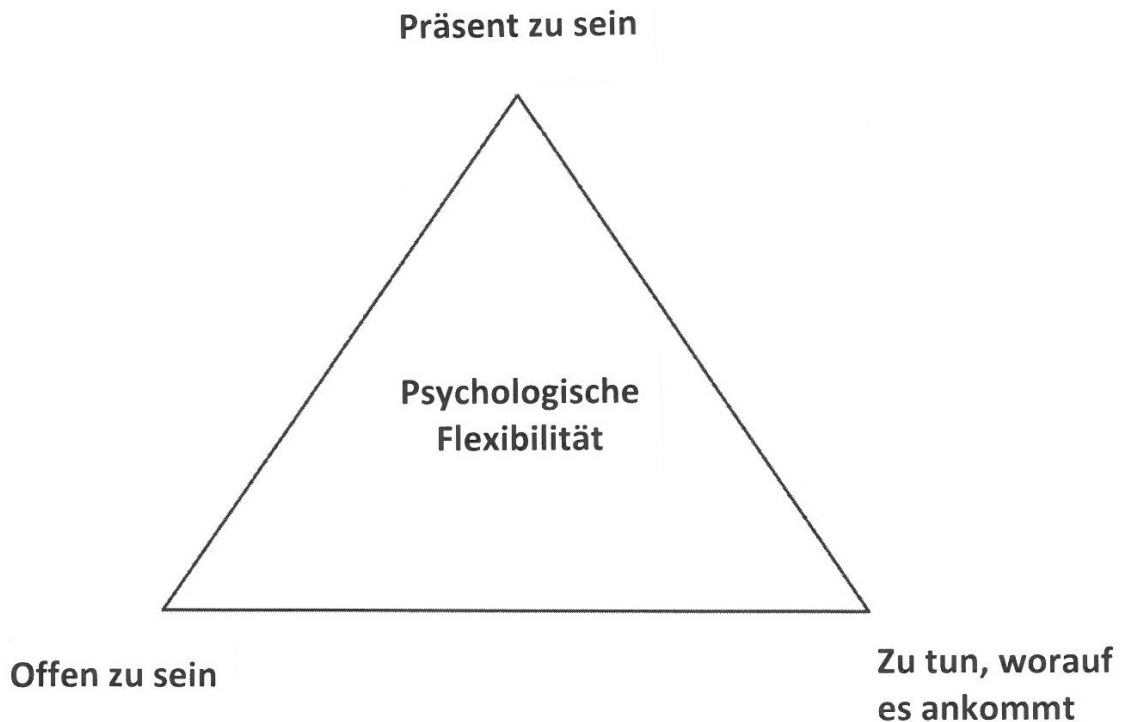 Präsent zu sein
Psychologische
Flexibilität
Offen zu sein
Zu tun, worauf
es ankommt